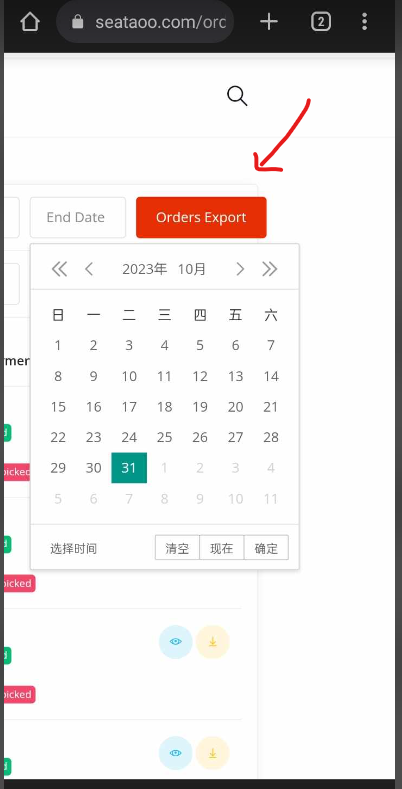 seataoo.com/orc
2
End Date
Orders Export
2023年 10月
日 一 二 三 四 五 六
1 2 3 4 5 6 7
8 9 10 11 12 13 14
15 16 17 18 19 20 21
22 23 24 25 26 27 28
29 30 31 1 2 3 4
5 6 7 8 9 10 11
选择时间 清空 现在 确定
picked
picked
picked